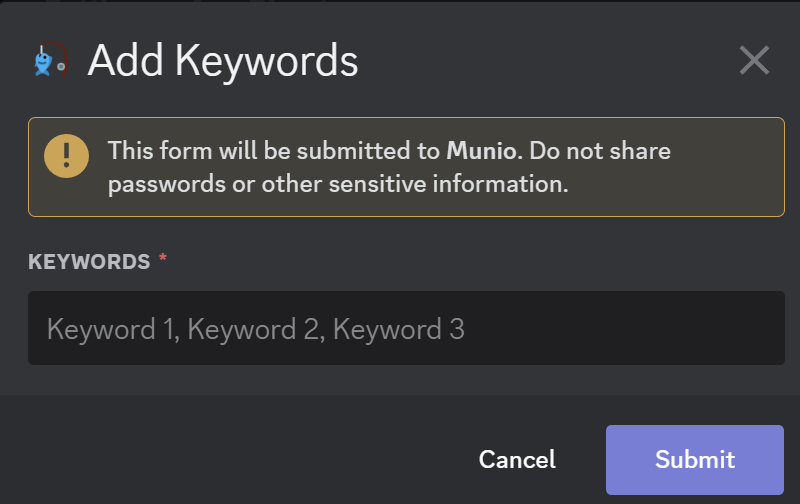 Add Keywords
This form will be submitted to Munio. Do not share
passwords or other sensitive information.
KEYWORDS *
Keyword 1, Keyword 2, Keyword 3
Cancel
Submit